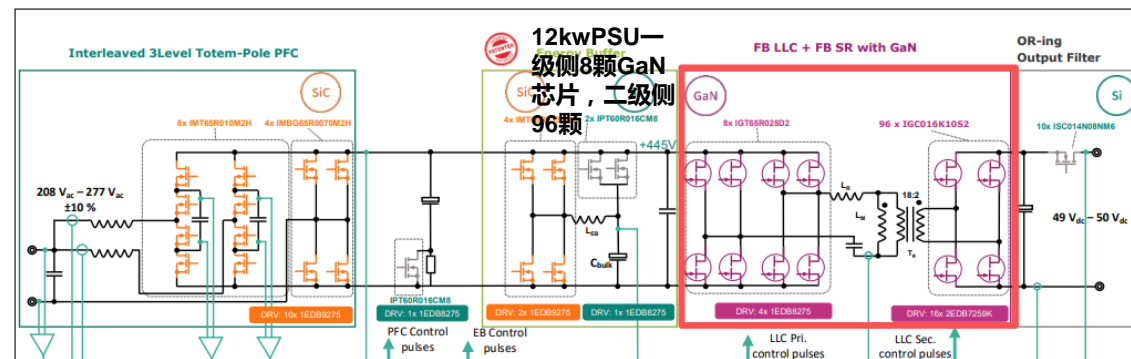 Interleaved 3Level Totem-Pole PFC
SiC
8x IMT65R010M2H
4x IMBG65R0070M2H
208 Vac – 277 Vac
±10 %
DRV: 10x 1EDB9275
IPT60R016CM8
DRV: 1x 1EDB8275
PFC Control
pulses
PATENTED
Energy Buffer
12kwPSU一
级侧8颗GaN
芯片，二级侧
96颗
SiC
2x IPT60R016CM8
+445V
LEB
Cbulk
DRV: 2x 1EDB9275
DRV: 1x 1EDB8275
EB Control
pulses
FB LLC + FB SR with GaN
GaN
8x IGT65R025D2
96 x IGC016K10S2
LR
LM
18:2
TR
DRV: 4x 1EDB8275
DRV: 16x 2EDB7259K
LLC Pri.
control pulses
LLC Sec.
control pulses
OR-ing
Output Filter
Si
10x ISC014N08NM6
49 Vdc – 50 Vdc